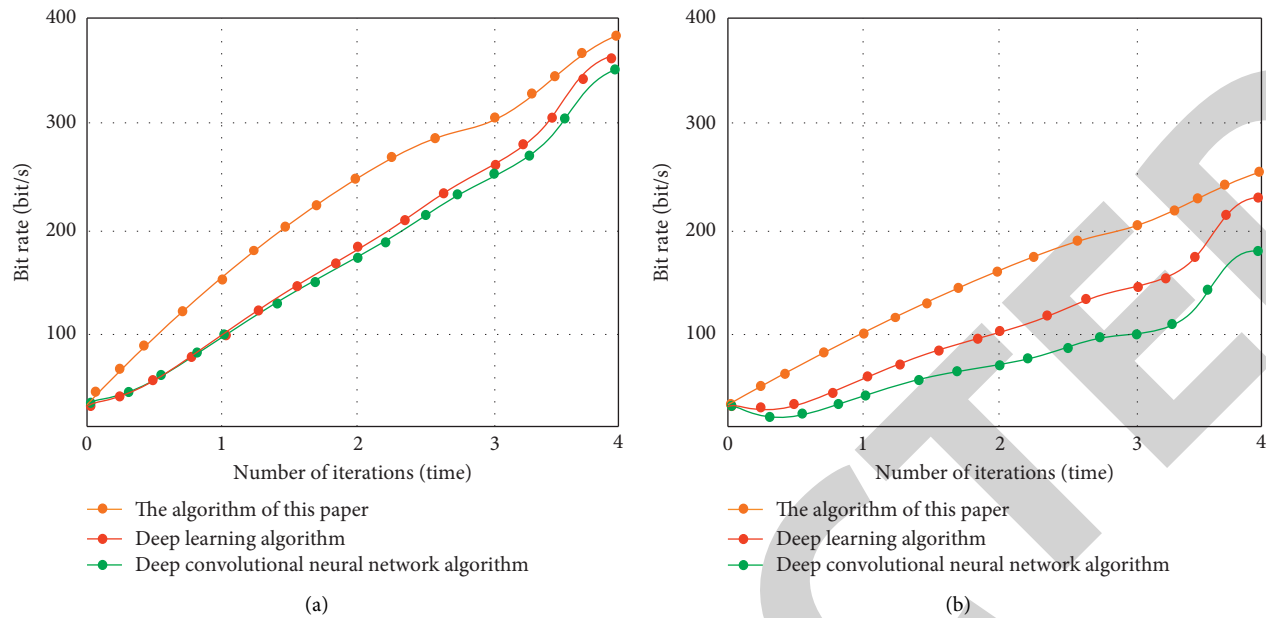 400
300
200
100
Bit rate (bit/s)
0
1
2
3
4
Number of iterations (time)
The algorithm of this paper
Deep learning algorithm
Deep convolutional neural network algorithm
(a)
400
300
200
100
Bit rate (bit/s)
0
1
2
3
4
Number of iterations (time)
The algorithm of this paper
Deep learning algorithm
Deep convolutional neural network algorithm
(b)